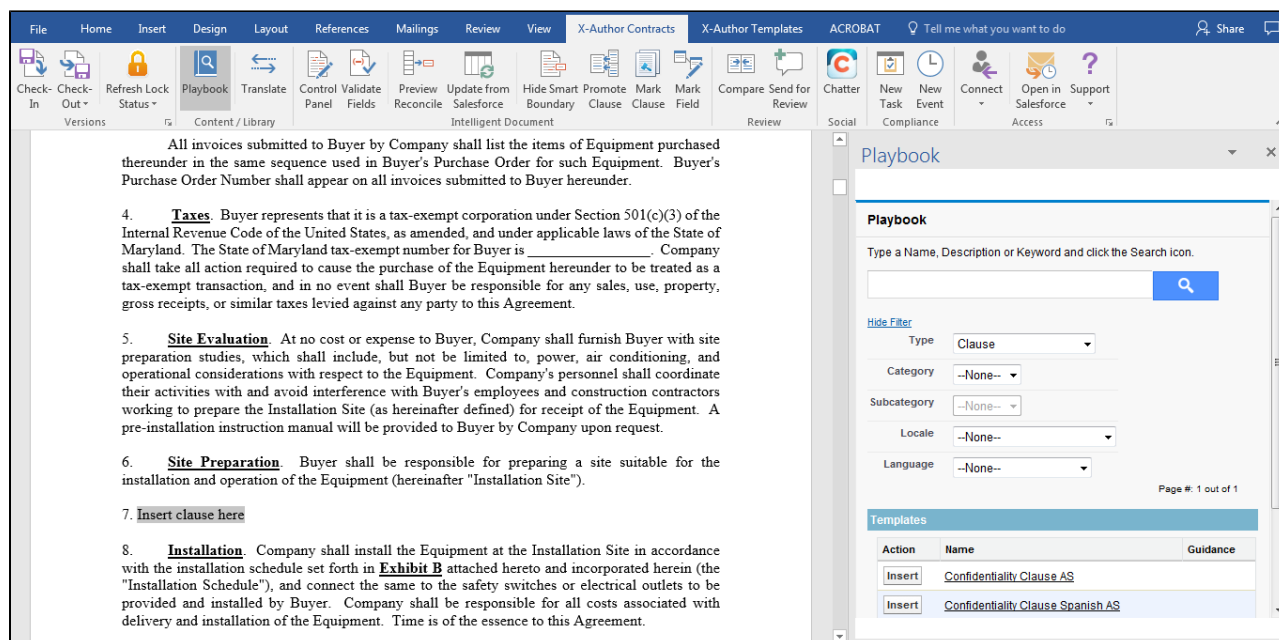 File Home Insert Design Layout References Mailings Review View X-Author Contracts X-Author Templates ACROBAT Tell me what you want to do Share
Check- Check- Refresh Lock Playbook Translate Control Validate Preview Update from Hide Smart Promote Mark Mark Compare Send for Chatter New New Connect Open in Support
In Out Status Panel Fields Reconcile Salesforce Boundary Clause Clause Field Review Task Event Salesforce
Versions Content / Library Intelligent Document Review Social Compliance Access
All invoices submitted to Buyer by Company shall list the items of Equipment purchased
thereunder in the same sequence used in Buyer's Purchase Order for such Equipment. Buyer's
Purchase Order Number shall appear on all invoices submitted to Buyer hereunder.
4. Taxes. Buyer represents that it is a tax-exempt corporation under Section 501(c)(3) of the
Internal Revenue Code of the United States, as amended, and under applicable laws of the State of
Maryland. The State of Maryland tax-exempt number for Buyer is __________________. Company
shall take all action required to cause the purchase of the Equipment hereunder to be treated as a
tax-exempt transaction, and in no event shall Buyer be responsible for any sales, use, property,
gross receipts, or similar taxes levied against any party to this Agreement.
5. Site Evaluation. At no cost or expense to Buyer, Company shall furnish Buyer with site
preparation studies, which shall include, but not be limited to, power, air conditioning, and
operational considerations with respect to the Equipment. Company's personnel shall coordinate
their activities with and avoid interference with Buyer's employees and construction contractors
working to prepare the Installation Site (as hereinafter defined) for receipt of the Equipment. A
pre-installation instruction manual will be provided to Buyer by Company upon request.
6. Site Preparation. Buyer shall be responsible for preparing a site suitable for the
installation and operation of the Equipment (hereinafter "Installation Site").
7. Insert clause here
8. Installation. Company shall install the Equipment at the Installation Site in accordance
with the installation schedule set forth in Exhibit B attached hereto and incorporated herein (the
"Installation Schedule"), and connect the same to the safety switches or electrical outlets to be
provided and installed by Buyer. Company shall be responsible for all costs associated with
delivery and installation of the Equipment. Time is of the essence to this Agreement.
Playbook
Playbook
Type a Name, Description or Keyword and click the Search icon.
Hide Filter
Type Clause
Category --None--
Subcategory --None--
Locale --None--
Language --None--
Page #: 1 out of 1
Templates
Action Name Guidance
Insert Confidentiality Clause AS
Insert Confidentiality Clause Spanish AS